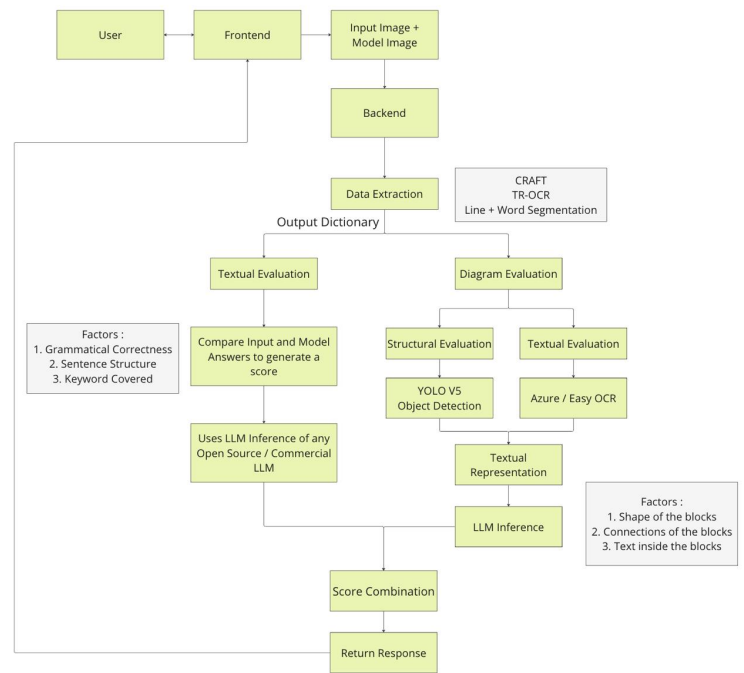 User
Frontend
Input Image +
Model Image
Backend
Data Extraction
CRAFT
TR-OCR
Line + Word Segmentation
Output Dictionary
Textual Evaluation
Diagram Evaluation
Factors :
1. Grammatical Correctness
2. Sentence Structure
3. Keyword Covered
Compare Input and Model
Answers to generate a
score
Structural Evaluation
Textual Evaluation
YOLO V5
Object Detection
Azure / Easy OCR
Uses LLM Inference of any
Open Source / Commercial
LLM
Textual
Representation
LLM Inference
Factors :
1. Shape of the blocks
2. Connections of the blocks
3. Text inside the blocks
Score Combination
Return Response